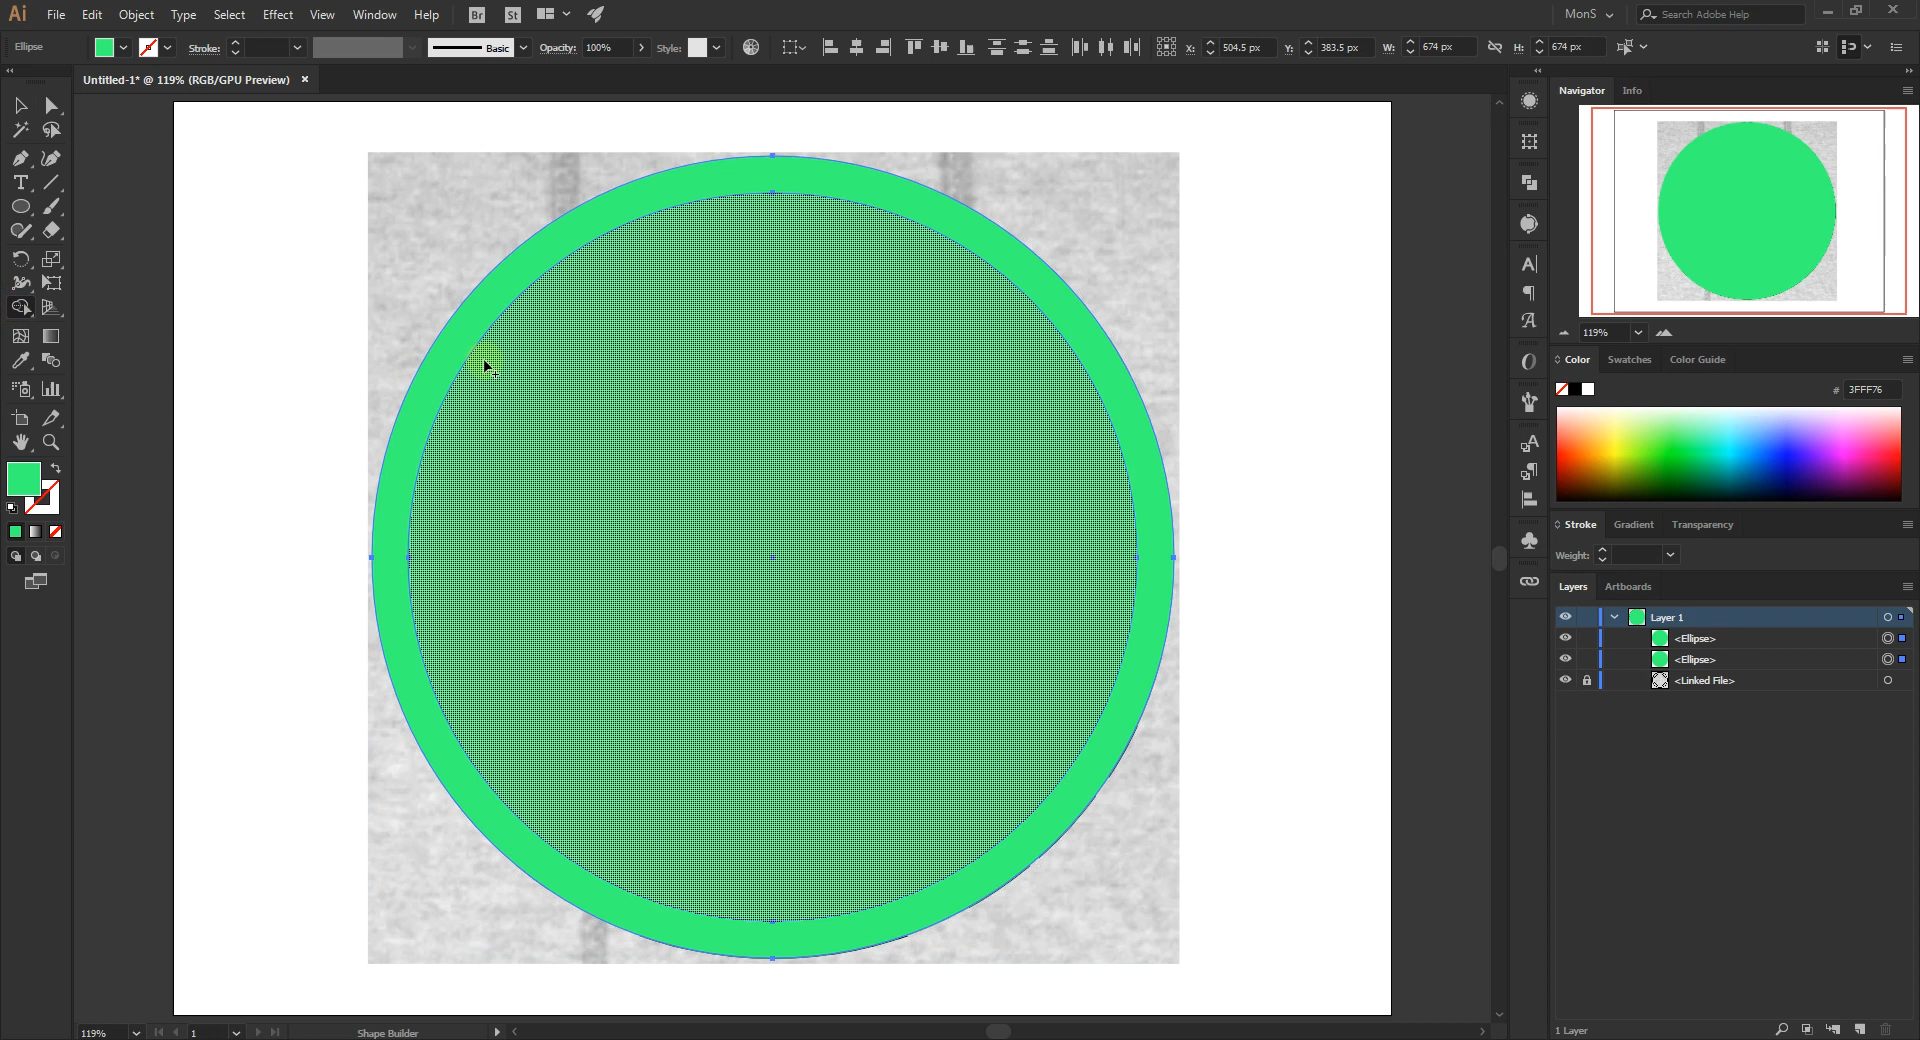 Ai File Edit Object Type Select Effect View Window Help Br St MonS Search Adobe Help
Ellipse Stroke: Basic Opacity: 100% Style: X: 504.5 px Y: 383.5 px W: 674 px H: 674 px
Untitled-1* @ 119% (RGB/GPU Preview) ×
Navigator Info
119%
Color Swatches Color Guide
# 3FFF76
Stroke Gradient Transparency
Weight:
Layers Artboards
Layer 1
<Ellipse>
<Ellipse>
<Linked File>
119% 1 Shape Builder
1 Layer